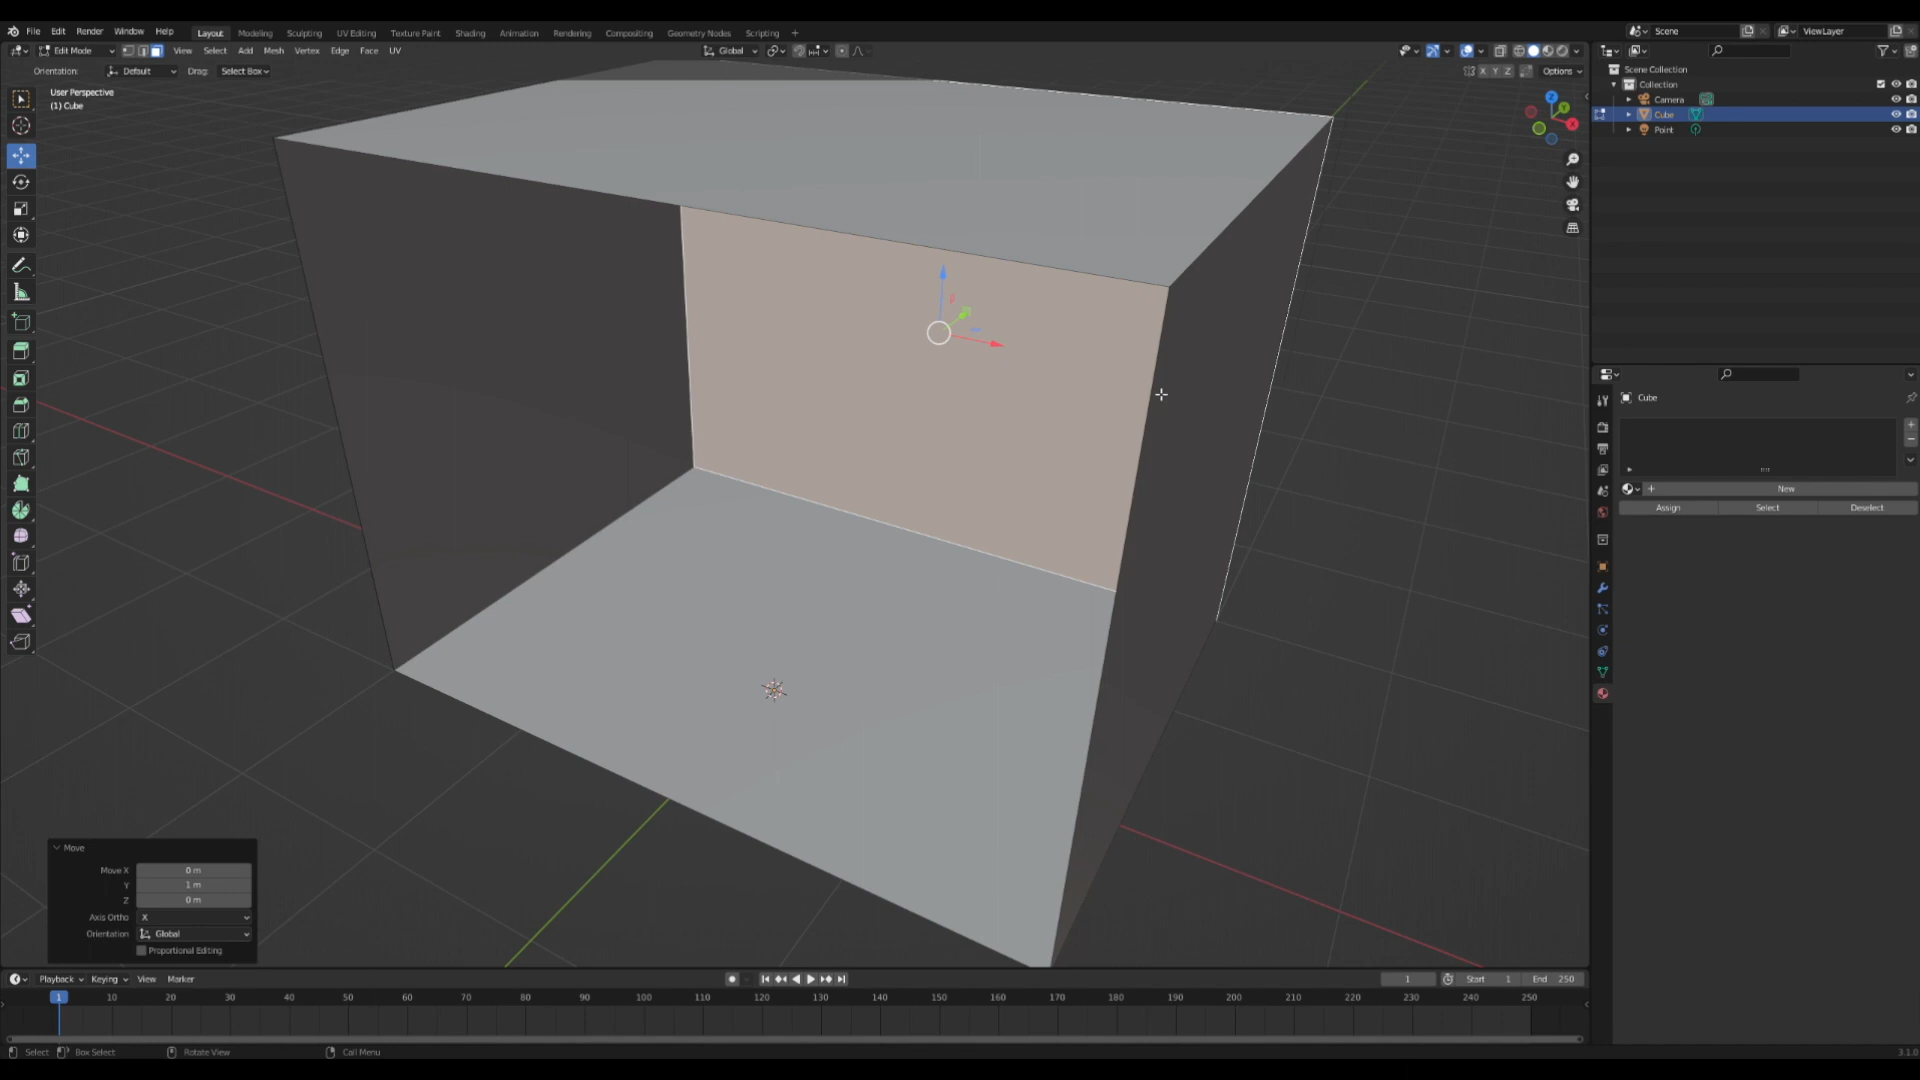 File Edit Render Window Help Layout Modeling Sculpting UV Editing Texture Paint Shading Animation Rendering Compositing Geometry Nodes Scripting + Scene ViewLayer
Edit Mode View Select Add Mesh Vertex Edge Face UV Global
Orientation: Default Drag: Select Box X Y Z Options
User Perspective
(1) Cube
Scene Collection
Collection
Camera
Cube
Point
Z
Y
X
Cube
New
Assign Select Deselect
Move
Move X 0 m
Y 1 m
Z 0 m
Axis Ortho X
Orientation Global
Proportional Editing
Playback Keying View Marker 1 Start 1 End 250
1 10 20 30 40 50 60 70 80 90 100 110 120 130 140 150 160 170 180 190 200 210 220 230 240 250
Select Box Select Rotate View Call Menu 3.1.0